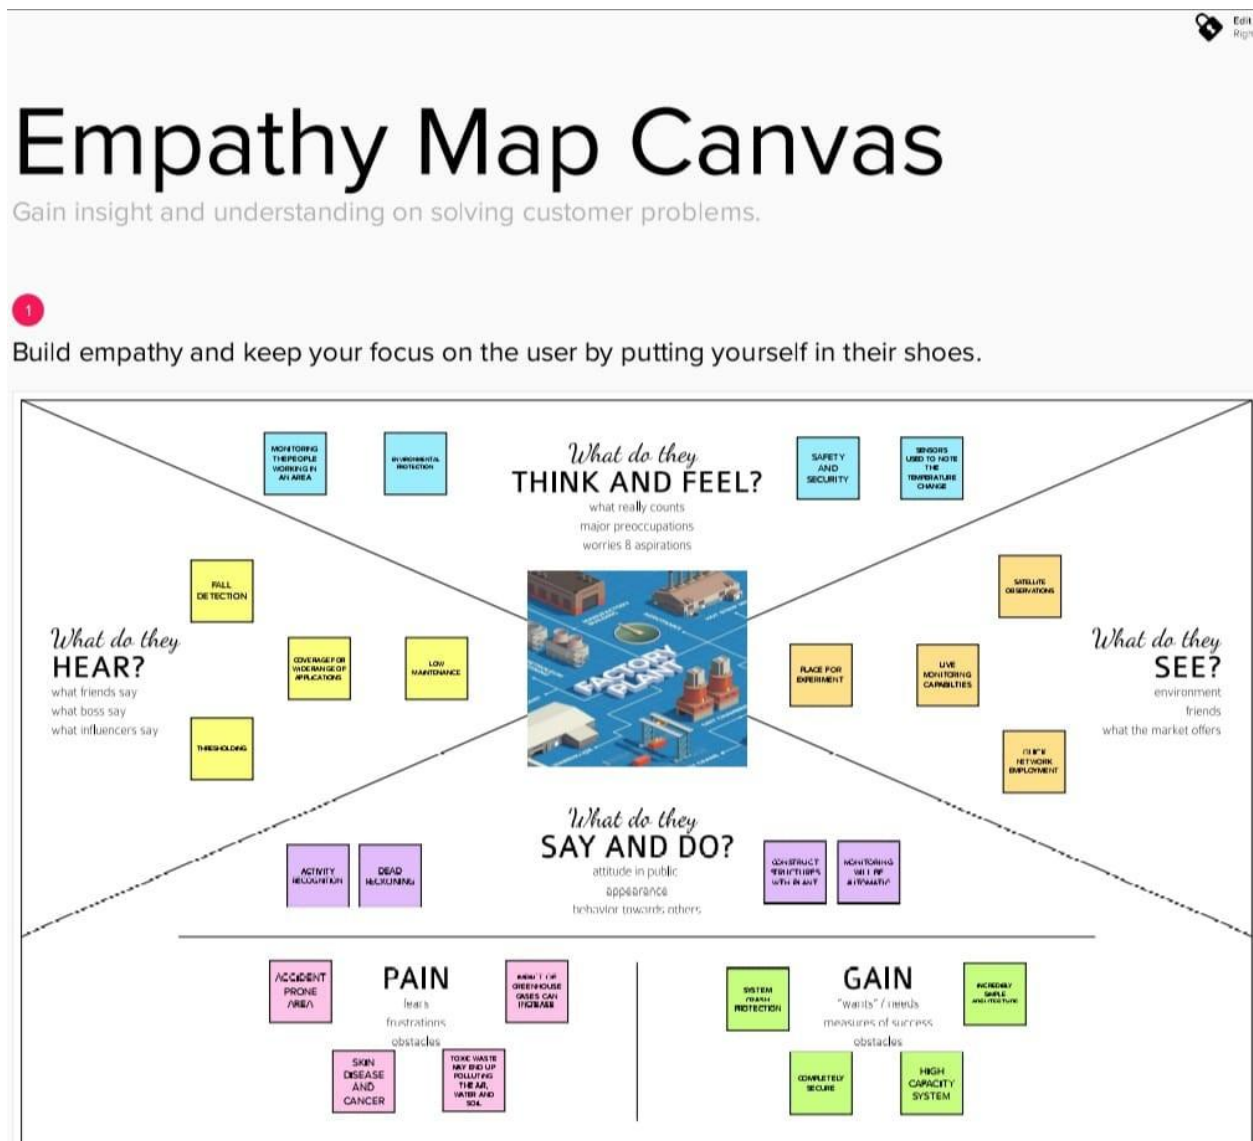 Edit
Empathy Map Canvas
Gain insight and understanding on solving customer problems.
1
Build empathy and keep your focus on the user by putting yourself in their shoes.
MONITORING
THE PEOPLE
WORKING IN
AN AREA
ENVIRONMENTAL
PROTECTION
What do they
THINK AND FEEL?
what really counts
major preoccupations
worries & aspirations
SAFETY
AND
SECURITY
SENSORS
USED TO NOTE
THE
TEMPERATURE
CHANGE
FALL
DETECTION
What do they
HEAR?
what friends say
what boss say
what influencers say
COVERAGE FOR
WIDE RANGE OF
APPLICATIONS
LOW
MAINTENANCE
THRESHOLDING
FACTORY
PLANT
SATELLITE
OBSERVATIONS
PLACE FOR
EXPERIMENT
LIVE
MONITORING
CAPABILTIES
What do they
SEE?
environment
friends
what the market offers
NETWORK
EMPLOYMENT
What do they
SAY AND DO?
attitude in public
appearance
behavior towards others
ACTIVITY
RECOGNITION
DEAD
RECKONING
CONSTRUCT
STRUCTURES
WITH PLANT
MONITORING
WILL BE
AUTOMATIC
ACCIDENT
PRONE
AREA
PAIN
fears
frustrations
obstacles
GREENHOUSE
GASES CAN
INCREASE
SKIN
DISEASE
AND
CANCER
TOXIC WASTE
MAY END UP
POLLUTING
THE AIR,
WATER AND
SOIL
SYSTEM
CRASH
PROTECTION
GAIN
"wants" / needs
measures of success
obstacles
INCREDIBLY
SIMPLE
ARCHITECTURE
COMPLETELY
SECURE
HIGH
CAPACITY
SYSTEM